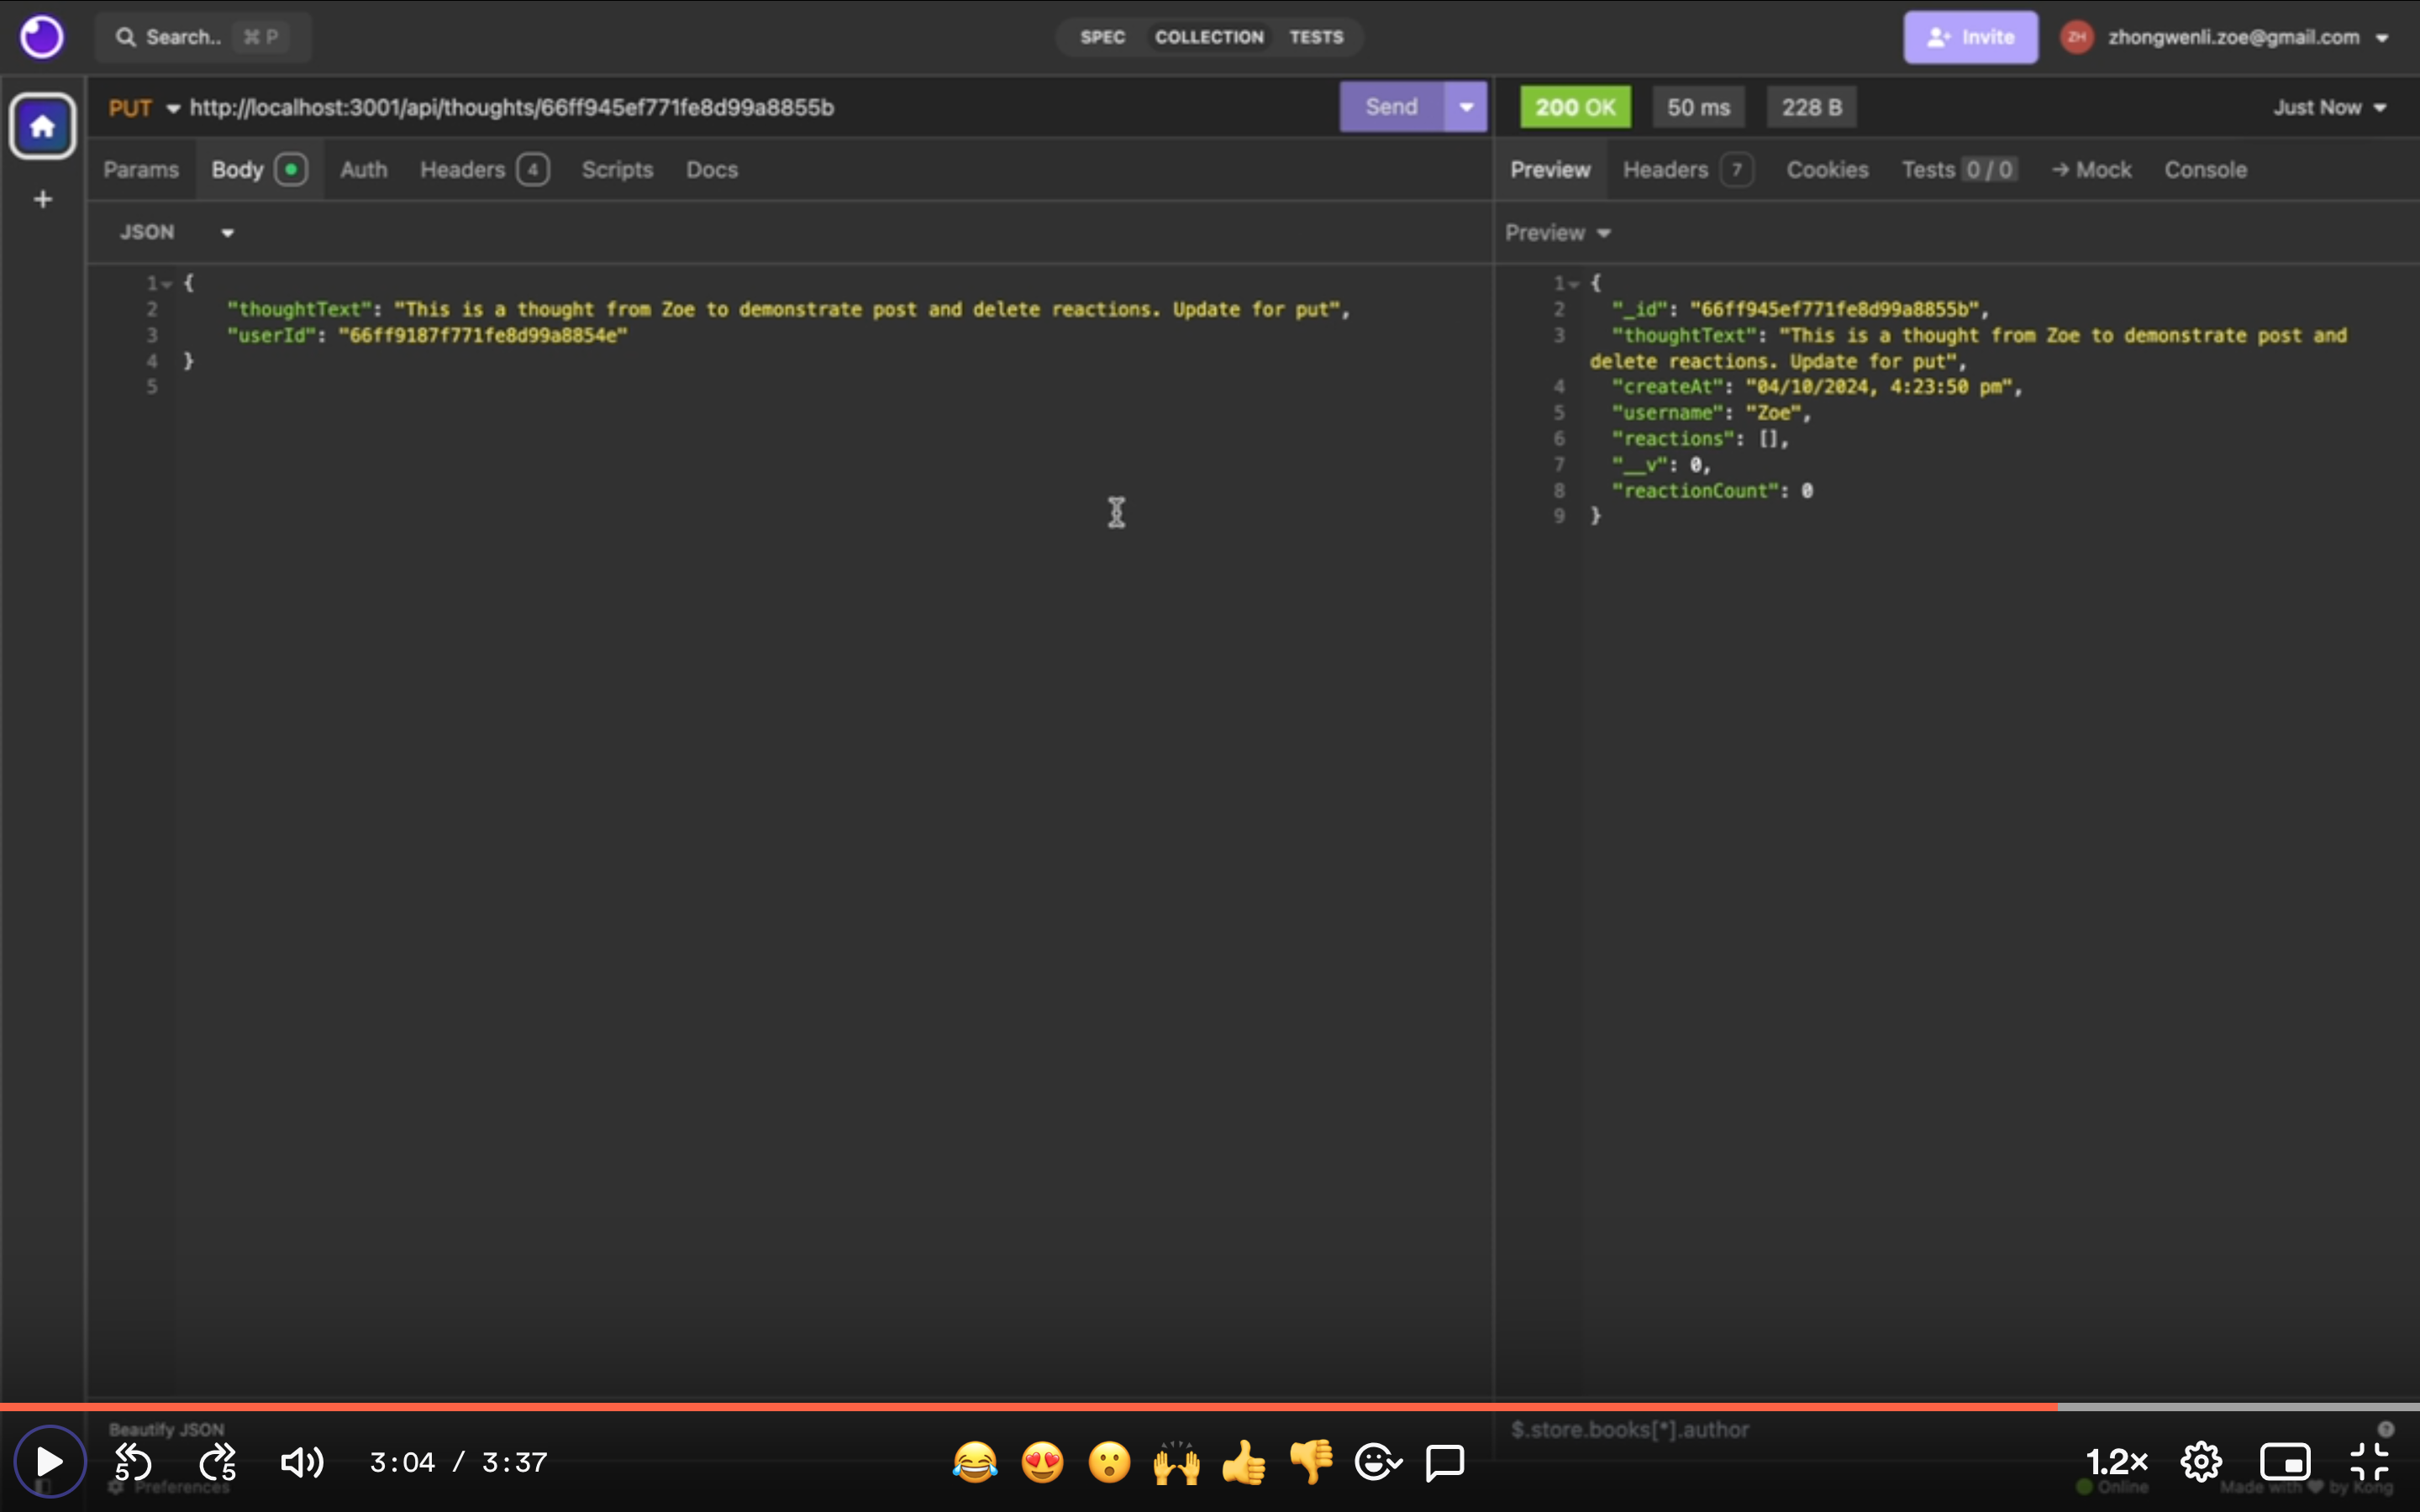 Search.. ⌘ P
SPEC COLLECTION TESTS
Invite
ZH zhongwenli.zoe@gmail.com
PUT http://localhost:3001/api/thoughts/66ff945ef771fe8d99a8855b
Send
200 OK 50 ms 228 B
Just Now
Params Body Auth Headers 4 Scripts Docs
JSON
1 {
2 "thoughtText": "This is a thought from Zoe to demonstrate post and delete reactions. Update for put",
3 "userId": "66ff9187f771fe8d99a8854e"
4 }
5
Preview Headers 7 Cookies Tests 0 / 0 → Mock Console
Preview
1 {
2 "_id": "66ff945ef771fe8d99a8855b",
3 "thoughtText": "This is a thought from Zoe to demonstrate post and
delete reactions. Update for put",
4 "createAt": "04/10/2024, 4:23:50 pm",
5 "username": "Zoe",
6 "reactions": [],
7 "__v": 0,
8 "reactionCount": 0
9 }
Beautify JSON
$.store.books[*].author
5 5 3:04 / 3:37
1.2×
Preferences
Online
Made with ♥ by Kong